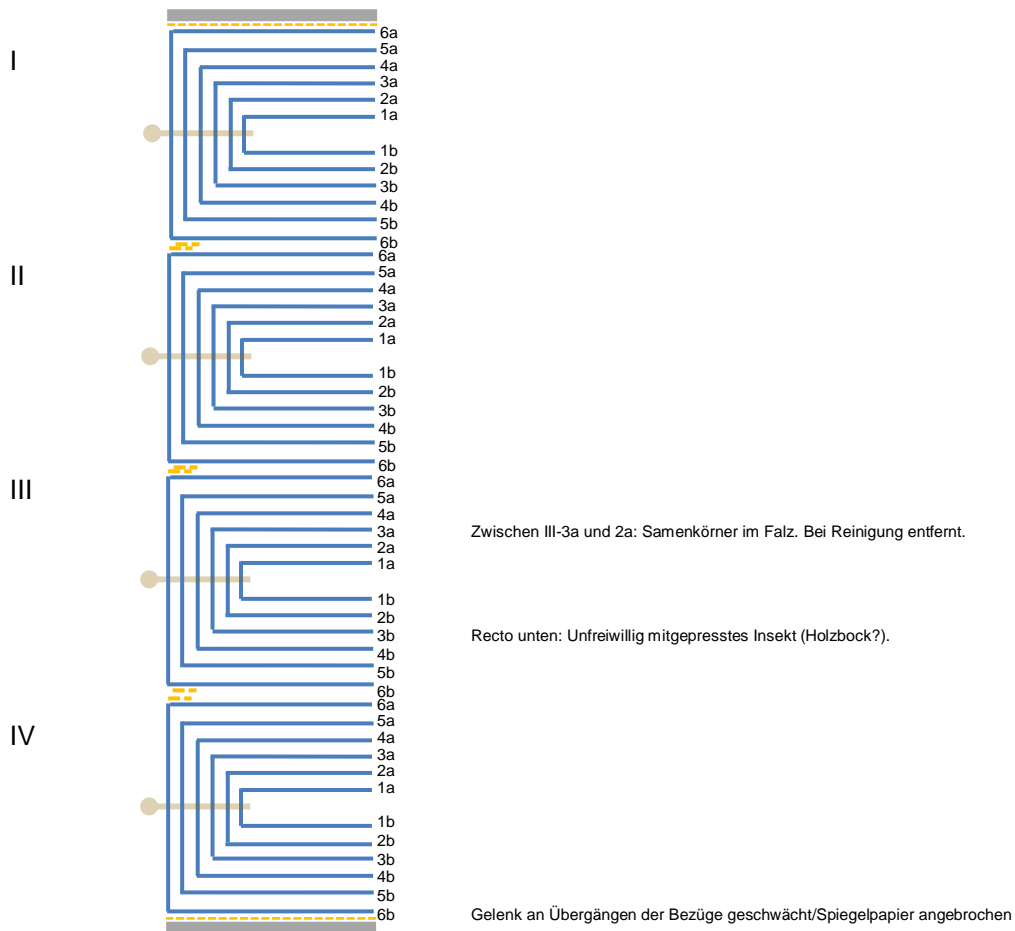 6a
I
5a
4a
3a
2a
1a
1b
2b
3b
4b
5b
6b
6a
II
5a
4a
3a
2a
1a
1b
2b
3b
4b
5b
6b
6a
III
5a
4a
3a Zwischen III-3a und 2a: Samenkörner im Falz. Bei Reinigung entfernt.
2a
1a
1b
2b
3b Recto unten: Unfreiwillig mitgepresstes Insekt (Holzbock?).
4b
5b
6b
6a
5a
IV
4a
3a
2a
1a
1b
2b
3b
4b
5b
6b Gelenk an Übergängen der Bezüge geschwächt/Spiegelpapier angebrochen